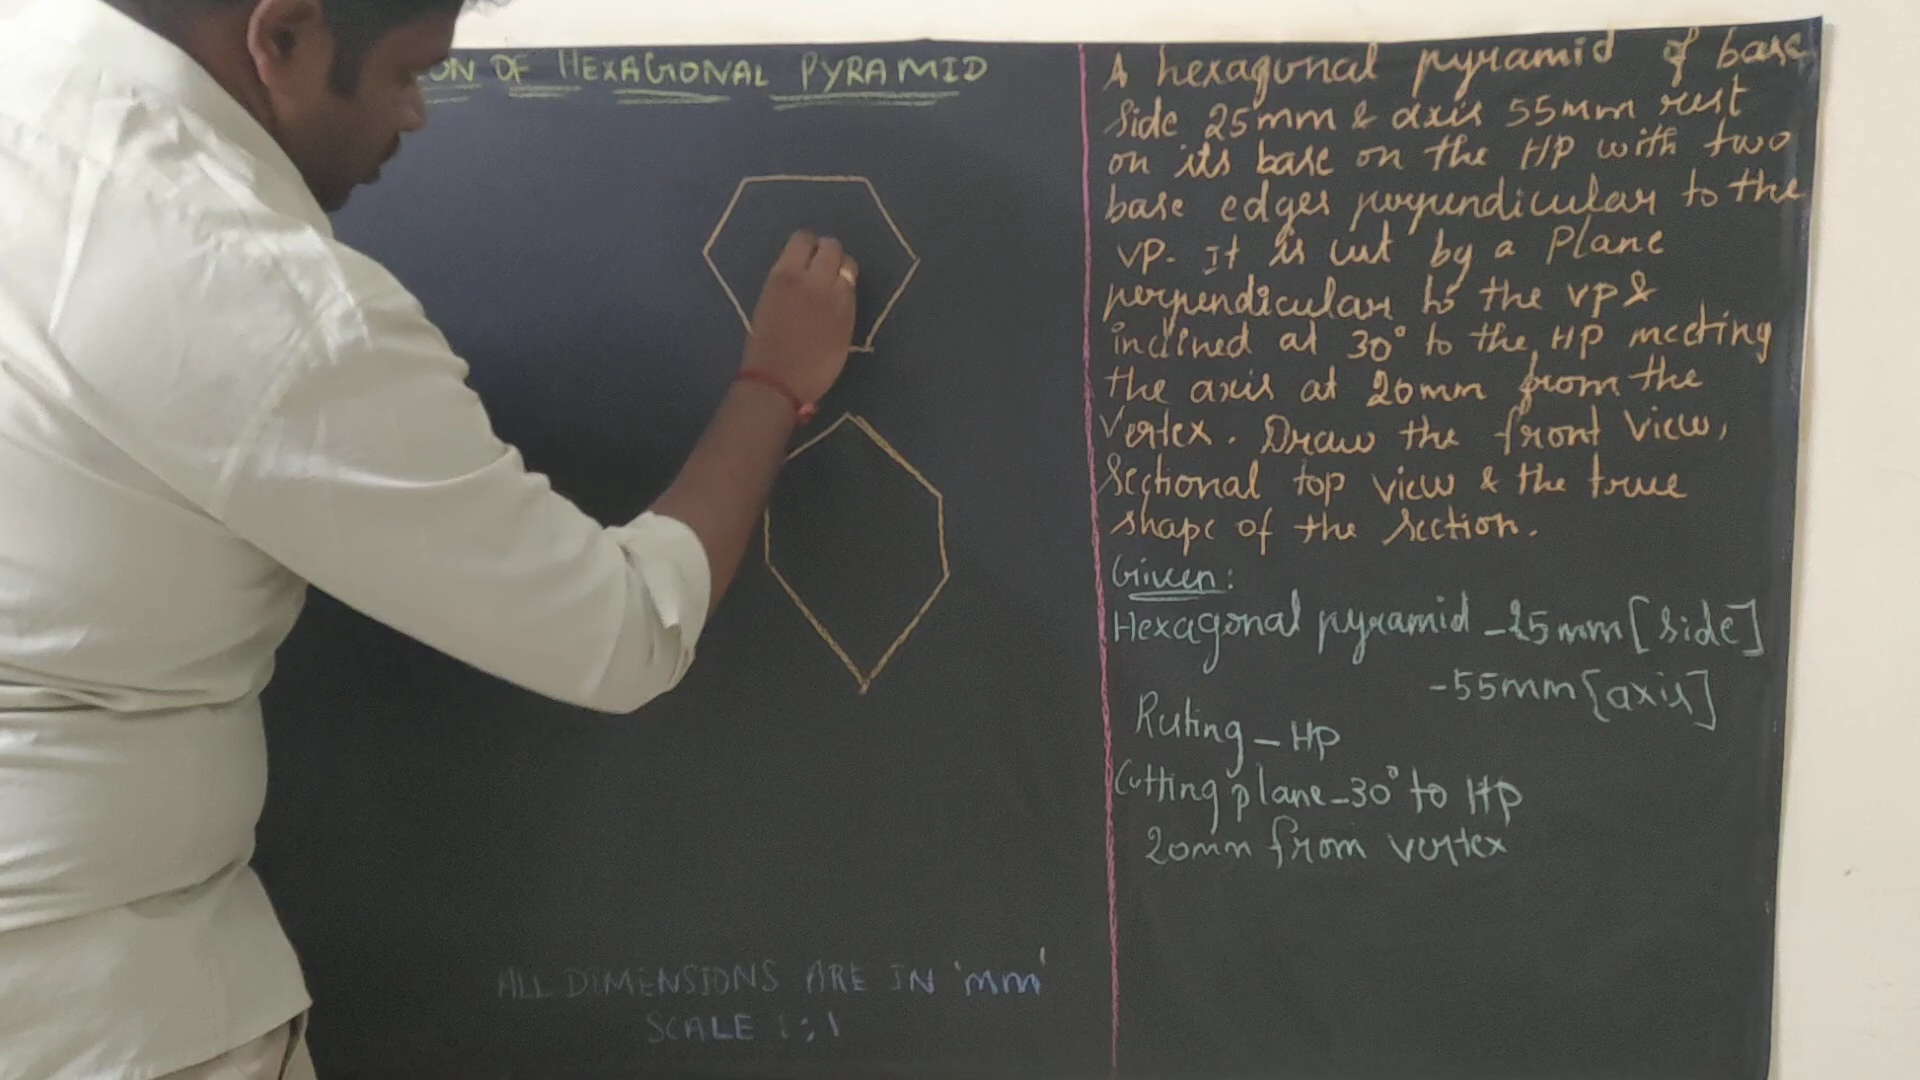 ON OF HEXAGONAL PYRAMID
A hexagonal pyramid of base
side 25mm & axis 55mm rest
on its base on the HP with two
base edges perpendicular to the
VP. It is cut by a Plane
perpendicular to the VP &
inclined at 30° to the HP meeting
the axis at 20mm from the
Vertex. Draw the front view,
Sectional top view & the true
shape of the section.
Given:
Hexagonal pyramid - 25mm [side]
- 55mm [axis]
Resting - HP
Cutting plane - 30° to HP
20mm from vertex
ALL DIMENSIONS ARE IN 'mm'
SCALE 1:1